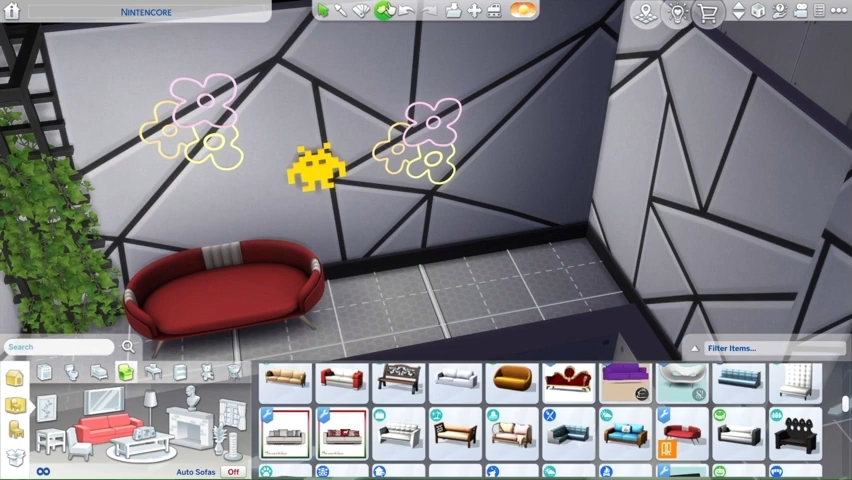 Nintencore
Search
Filter Items...
Auto Sofas
Off